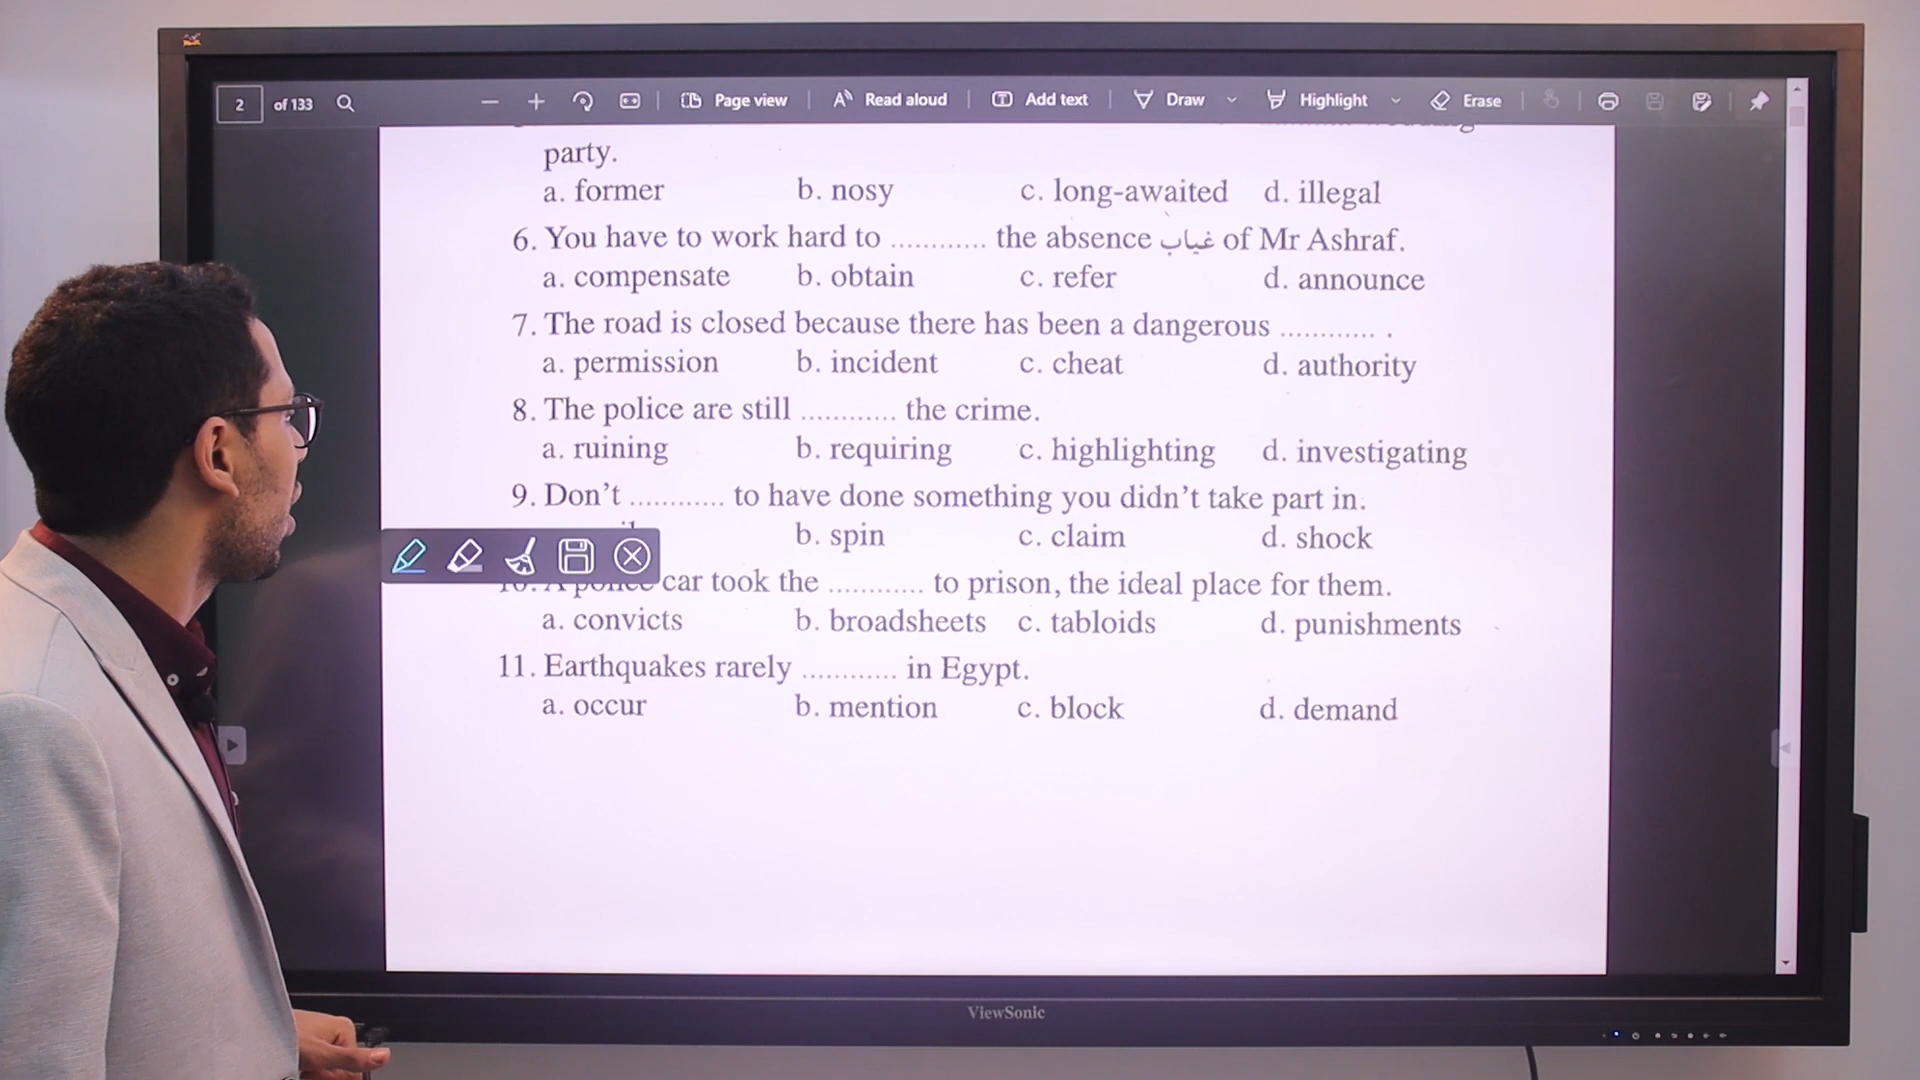 2 of 133 Page view Read aloud Add text Draw Highlight Erase
party.
a. former b. nosy c. long-awaited d. illegal
6. You have to work hard to ............ the absence غياب of Mr Ashraf.
a. compensate b. obtain c. refer d. announce
7. The road is closed because there has been a dangerous ............ .
a. permission b. incident c. cheat d. authority
8. The police are still ............ the crime.
a. ruining b. requiring c. highlighting d. investigating
9. Don't ............ to have done something you didn't take part in.
b. spin c. claim d. shock
10. A police car took the ............ to prison, the ideal place for them.
a. convicts b. broadsheets c. tabloids d. punishments
11. Earthquakes rarely ............ in Egypt.
a. occur b. mention c. block d. demand
ViewSonic